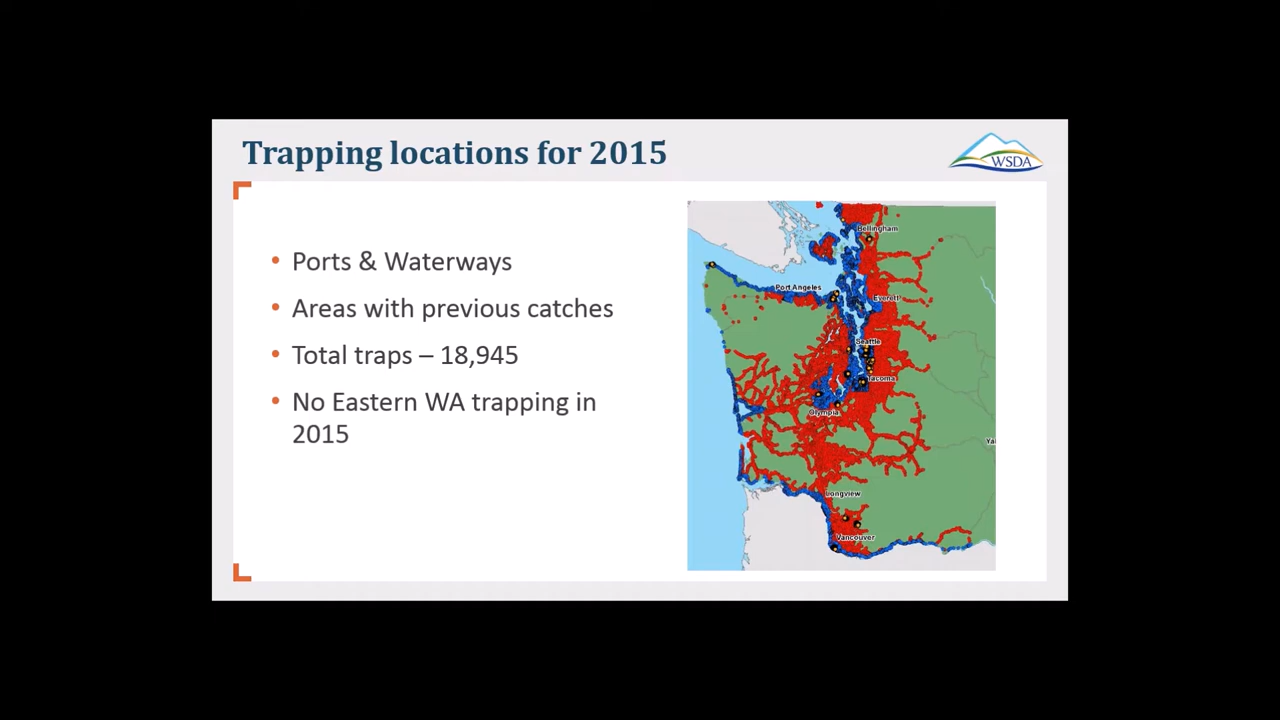 Trapping locations for 2015
WSDA
• Ports & Waterways
• Areas with previous catches
• Total traps – 18,945
• No Eastern WA trapping in
2015
Bellingham
Port Angeles
Everett
Seattle
Tacoma
Olympia
Ya
Longview
Vancouver